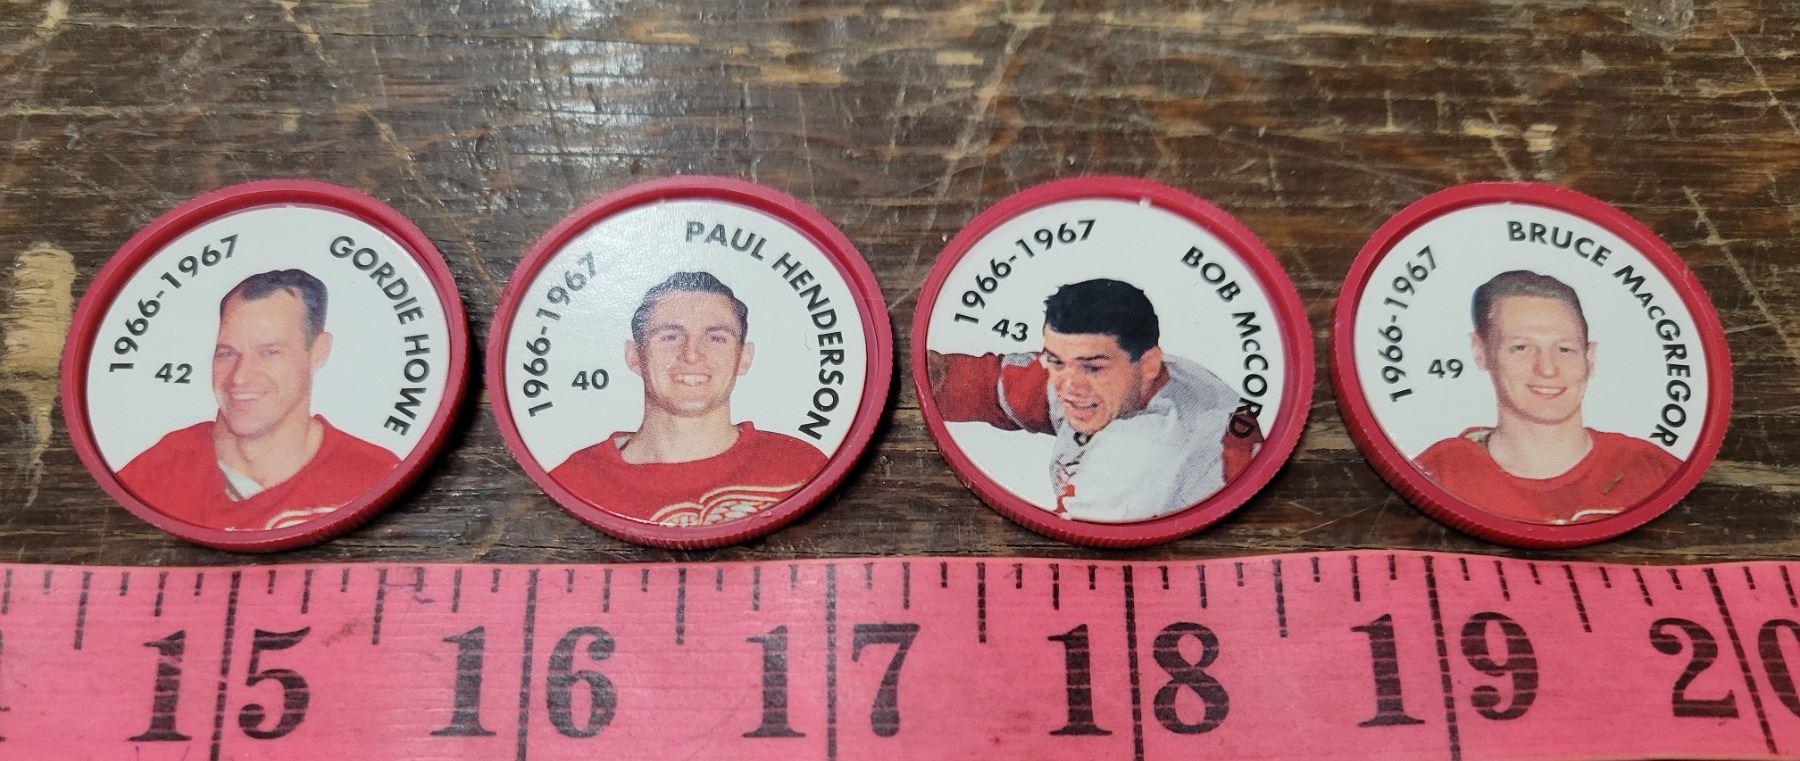 1966-1967
GORDIE HOWE
42
1966-1967
PAUL HENDERSON
40
1966-1967
BOB McCORD
43
1966-1967
BRUCE MacGREGOR
49
15 16 17 18 19 20